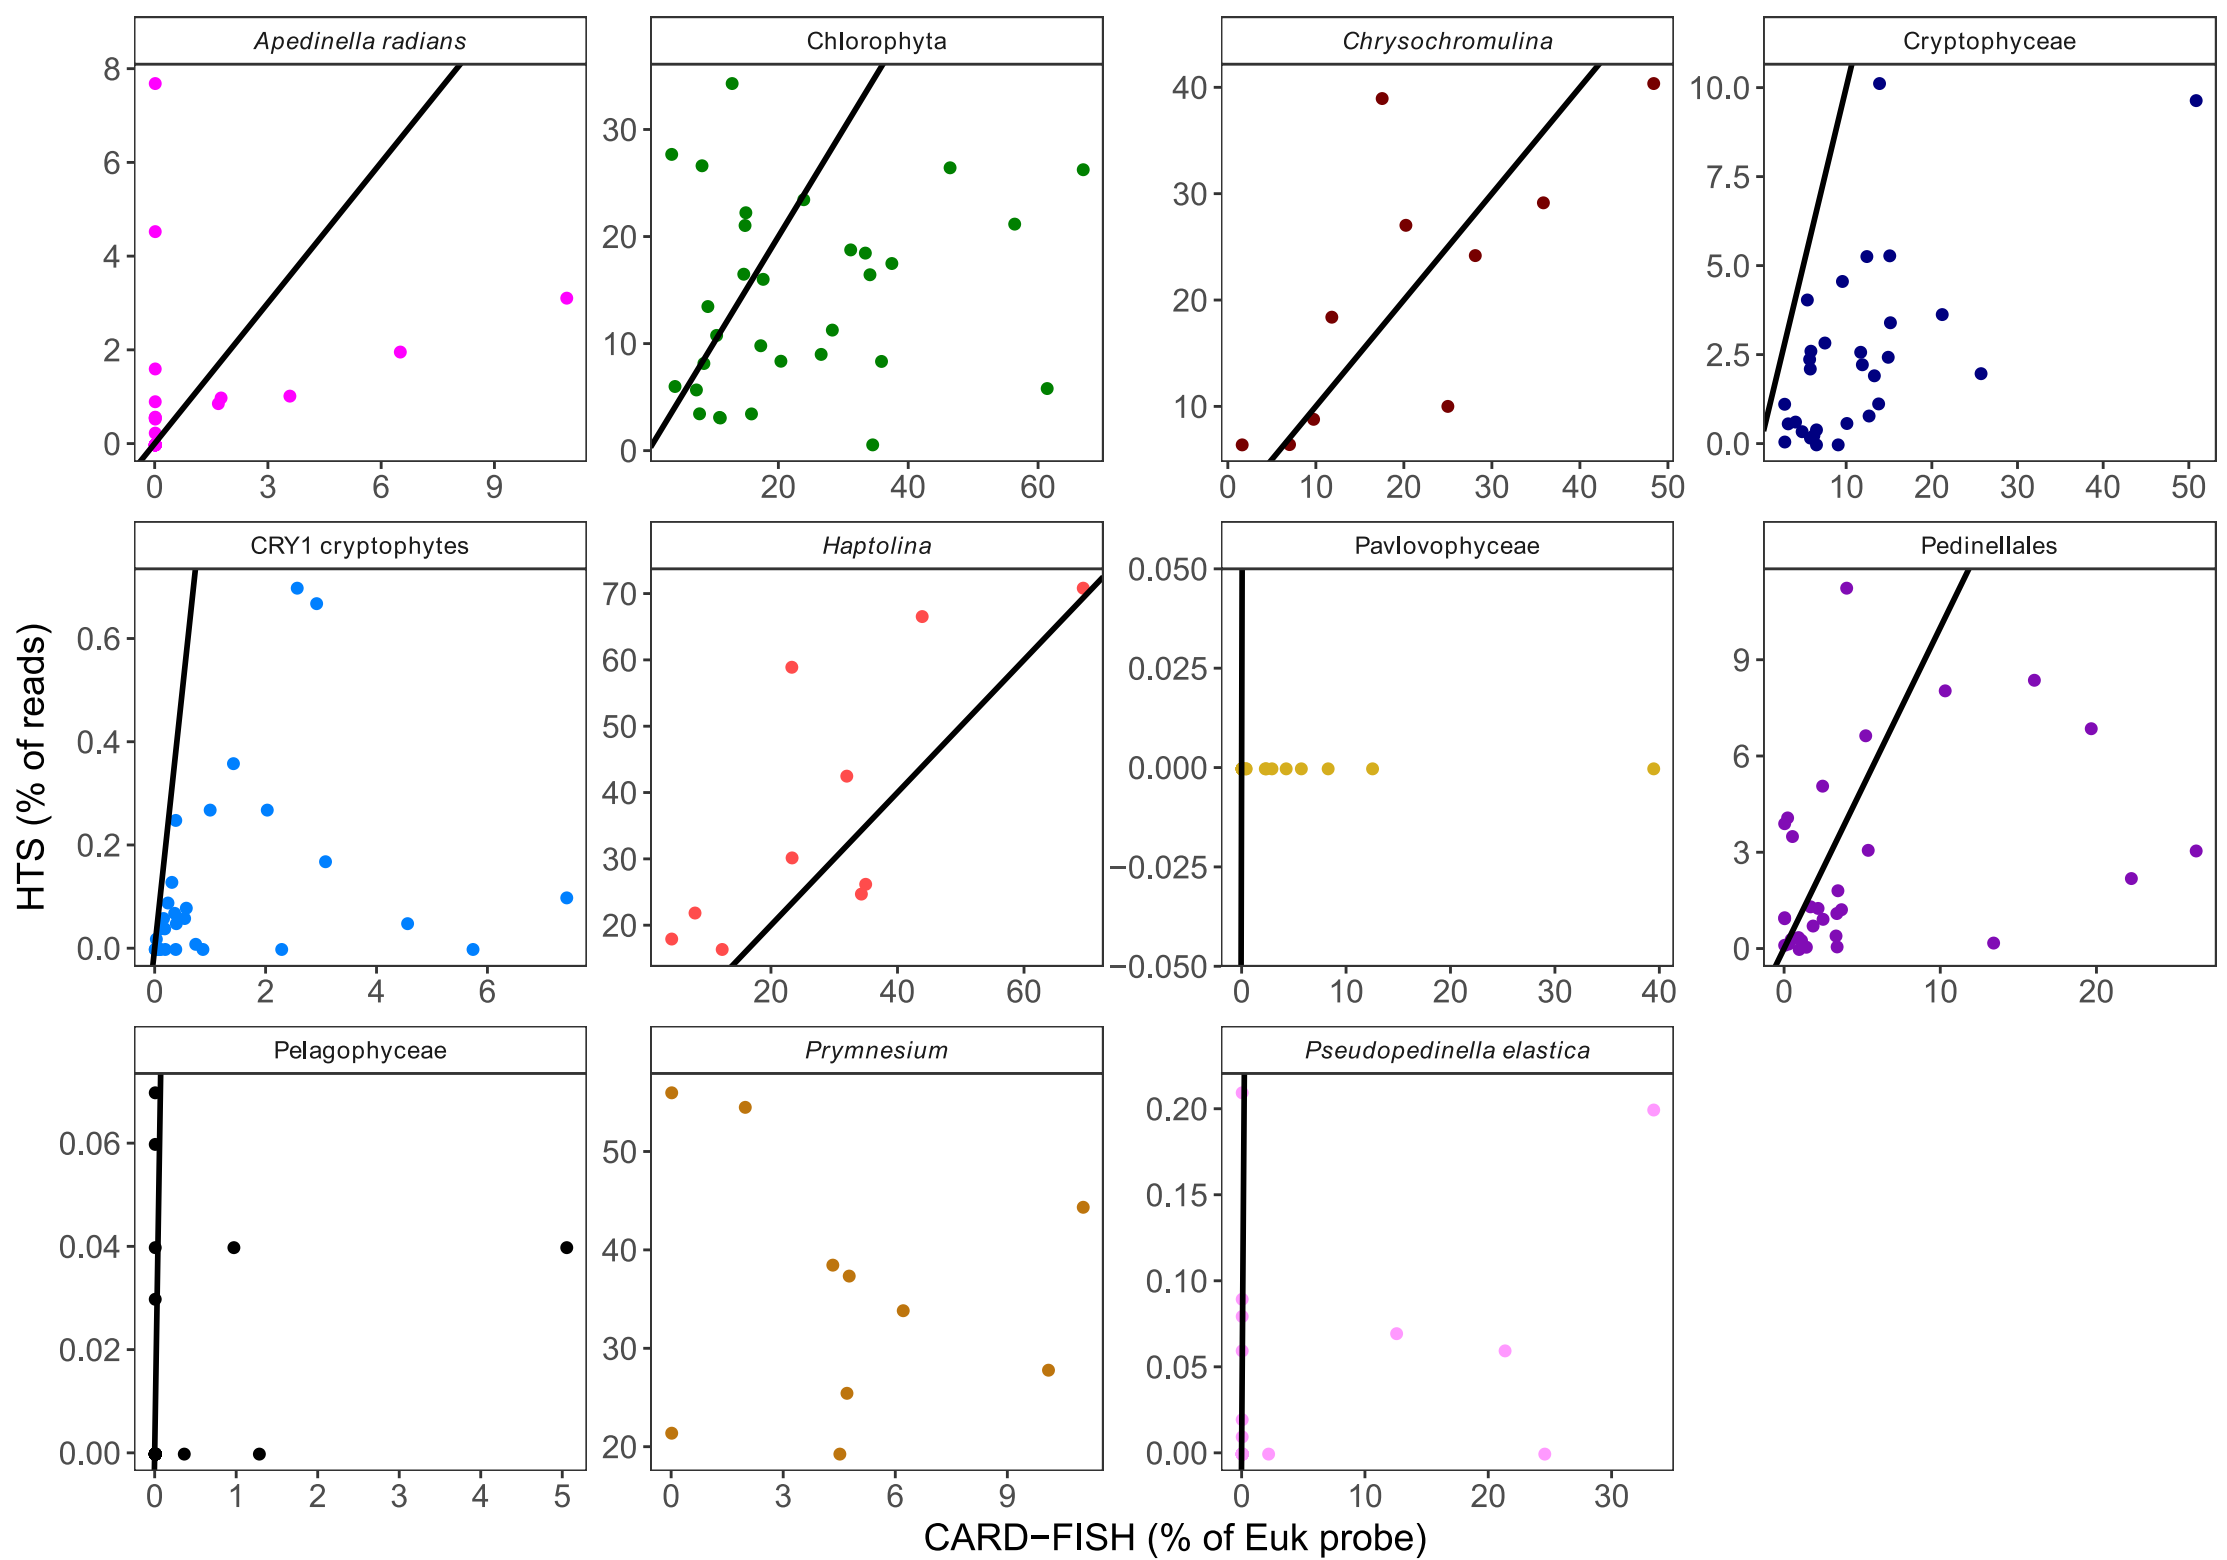 Apedinella radians
Chlorophyta
Chrysochromulina
Cryptophyceae
8
6
4
2
0
30
20
10
0
40
30
20
10
10.0
7.5
5.0
2.5
0.0
0 3 6 9
20 40 60
0 10 20 30 40 50
10 20 30 40 50
CRY1 cryptophytes
Haptolina
Pavlovophyceae
Pedinellales
0.6
0.4
0.2
0.0
70
60
50
40
30
20
0.050
0.025
0.000
−0.025
−0.050
9
6
3
0
0 2 4 6
20 40 60
0 10 20 30 40
0 10 20
Pelagophyceae
Prymnesium
Pseudopedinella elastica
0.06
0.04
0.02
0.00
50
40
30
20
0.20
0.15
0.10
0.05
0.00
0 1 2 3 4 5
0 3 6 9
0 10 20 30
HTS (% of reads)
CARD−FISH (% of Euk probe)